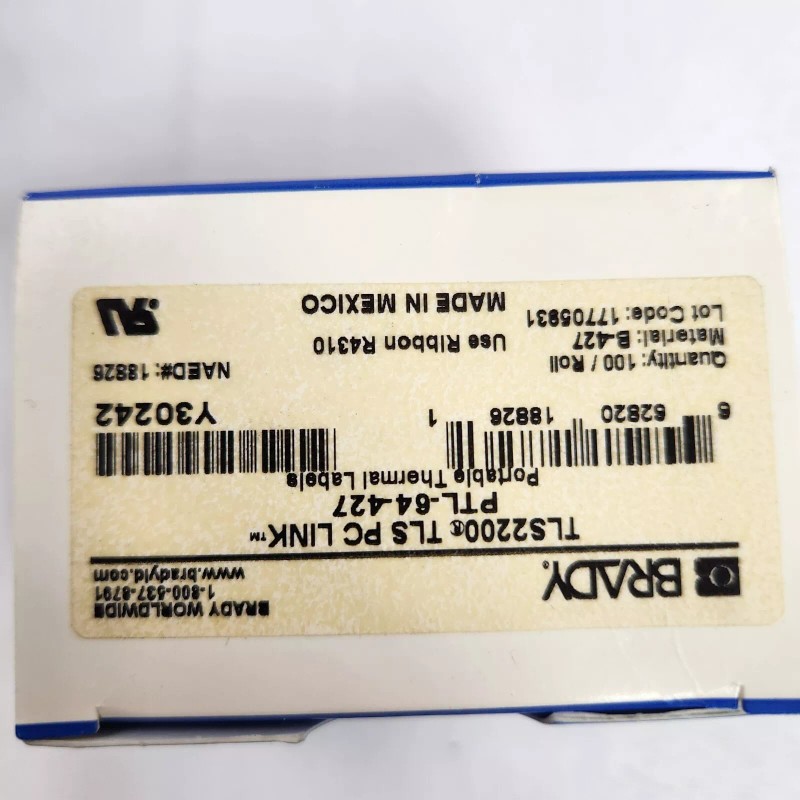 BRADY.
BRADY WORLDWIDE
1-800-537-8791
www.bradyid.com
TLS2200® TLS PC LINK™
PTL-64-427
Portable Thermal Labels
6 62820 18826 1
Y30242
Quantity: 100 / Roll
Material: B-427
Lot Code: 17705931
NAED#: 18826
Use Ribbon R4310
MADE IN MEXICO